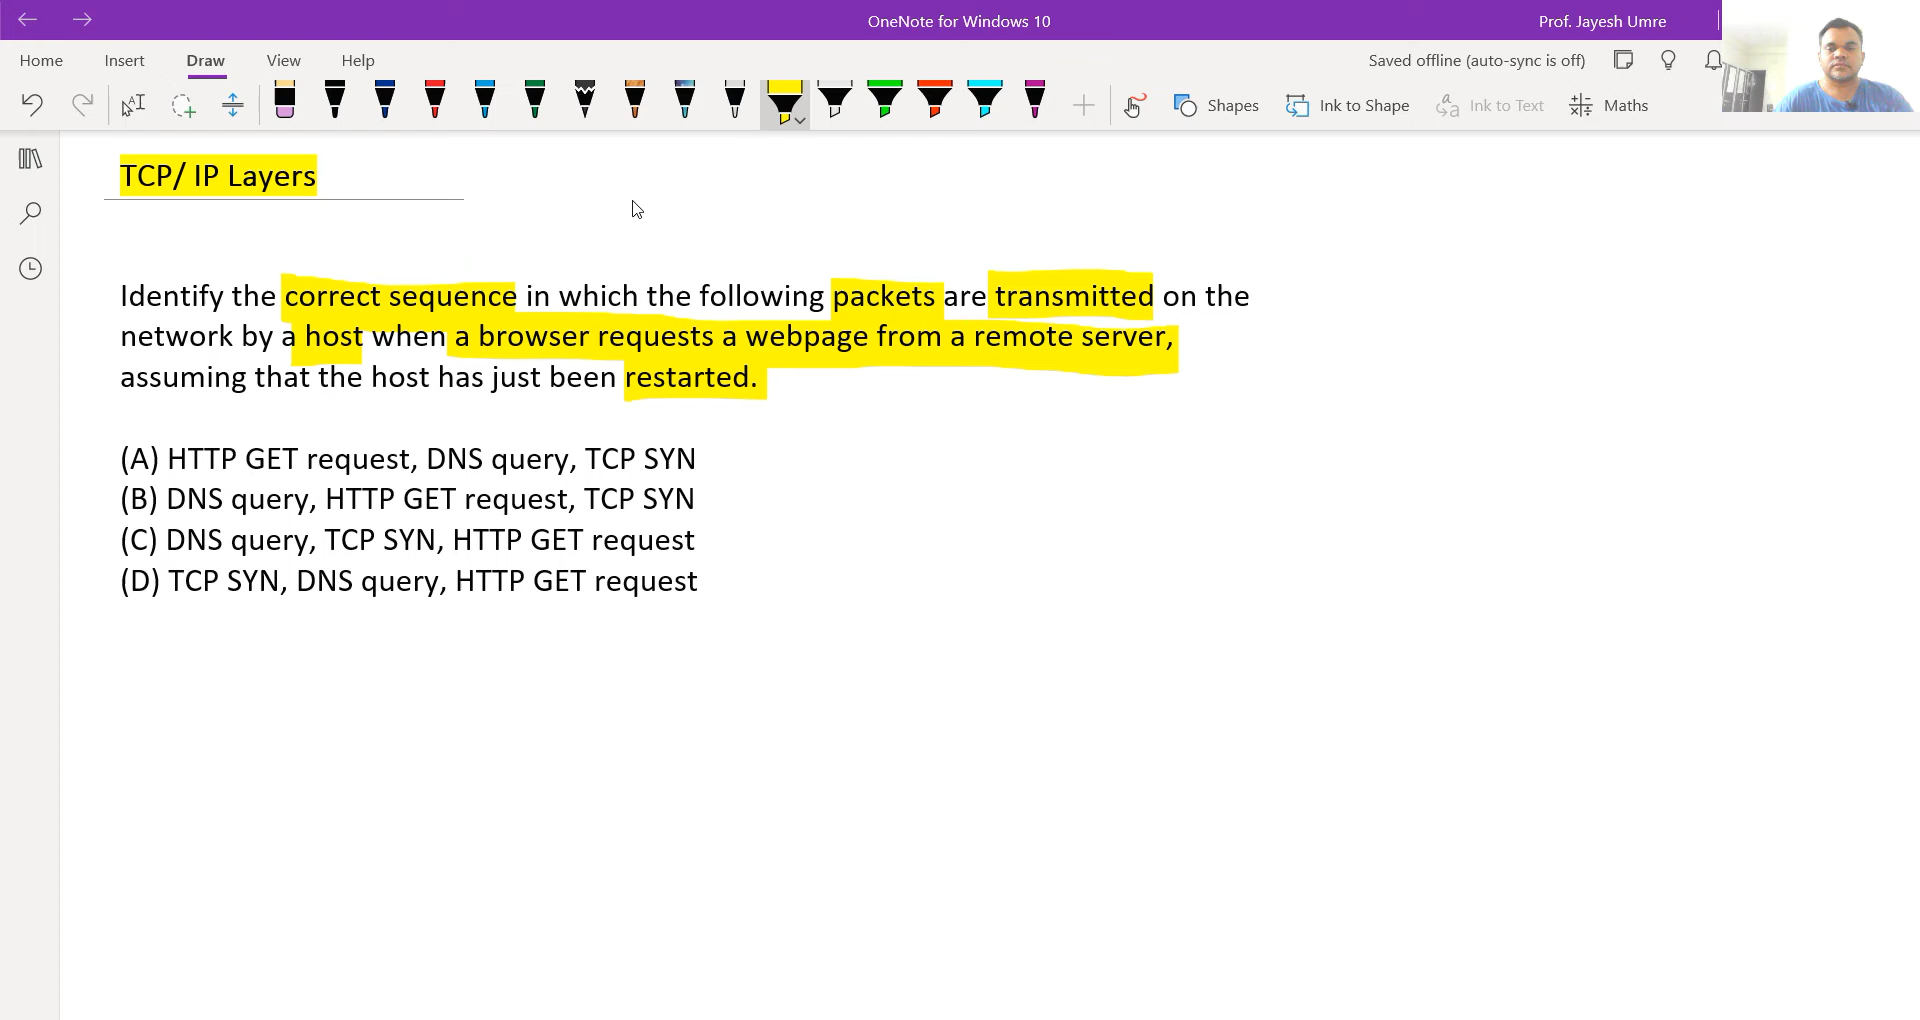 OneNote for Windows 10
Prof. Jayesh Umre
Home Insert Draw View Help
Saved offline (auto-sync is off)
Shapes Ink to Shape Ink to Text Maths
TCP/ IP Layers
Identify the correct sequence in which the following packets are transmitted on the
network by a host when a browser requests a webpage from a remote server,
assuming that the host has just been restarted.
(A) HTTP GET request, DNS query, TCP SYN
(B) DNS query, HTTP GET request, TCP SYN
(C) DNS query, TCP SYN, HTTP GET request
(D) TCP SYN, DNS query, HTTP GET request